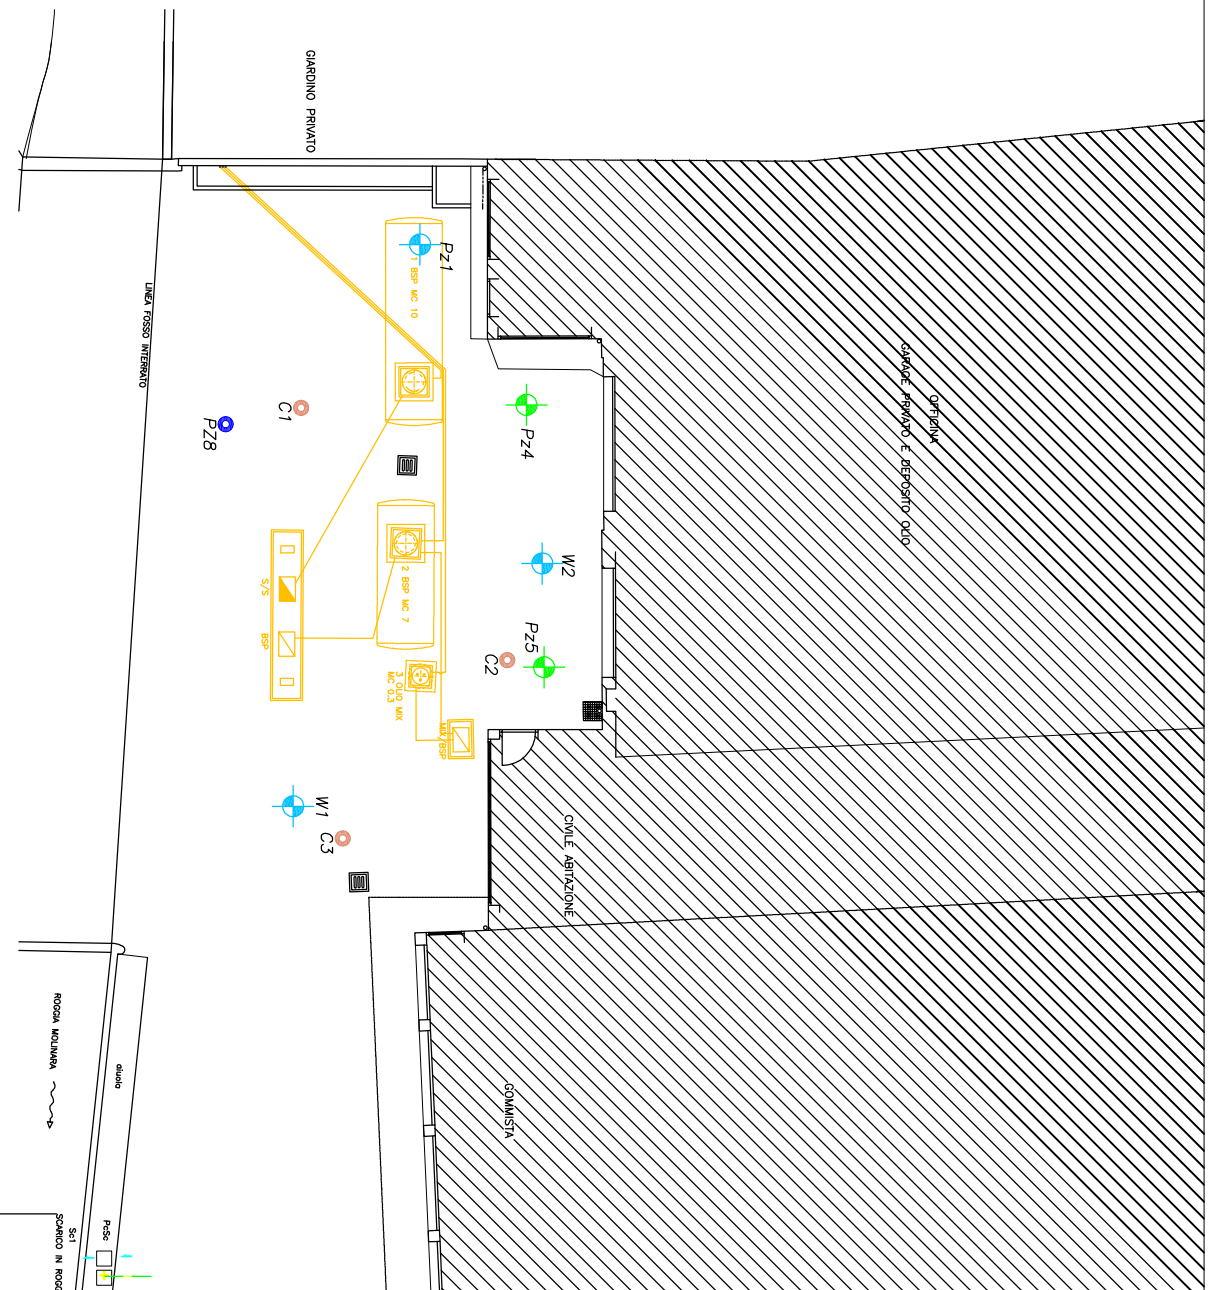 GIARDINO PRIVATO
LINEA FOSSO INTERRATO
Pz1
1 BSP MC 10
OFFICINA
GARAGE PRIVATO E DEPOSITO OLIO
C1
PZ8
Pz4
W2
2 BSP MC 7
S/S
BSP
Pz5
C2
3 OLIO MIX
MC 0.3
MIX/BSP
W1
C3
CIVILE ABITAZIONE
ROGGIA MOLINARA
aiuola
GOMMISTA
PcSc
Sc1
SCARICO IN ROGG